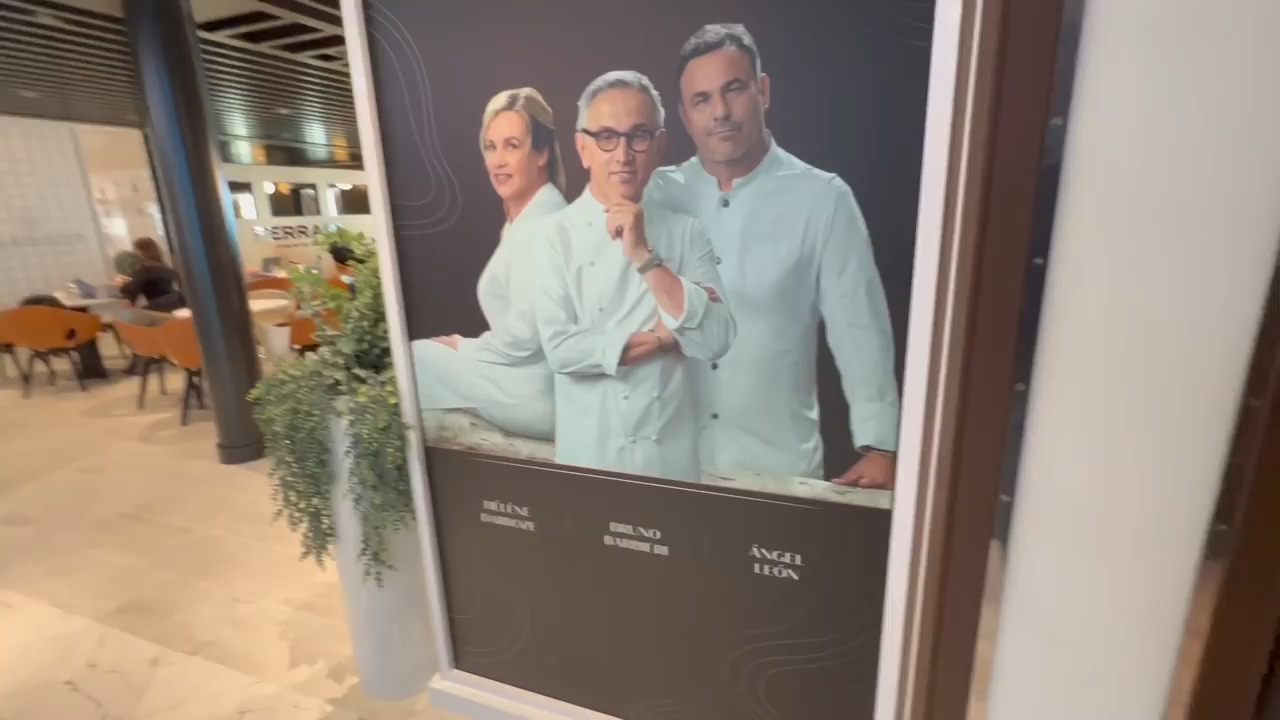 HÉLÈNE
DARROZE
BRUNO
BARBIERI
ÁNGEL
LEÓN